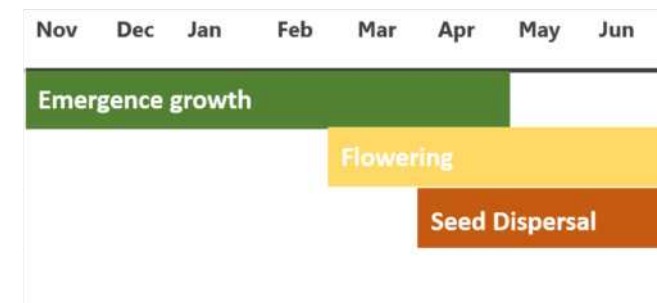 Nov Dec Jan Feb Mar Apr May Jun
Emergence growth
Flowering
Seed Dispersal